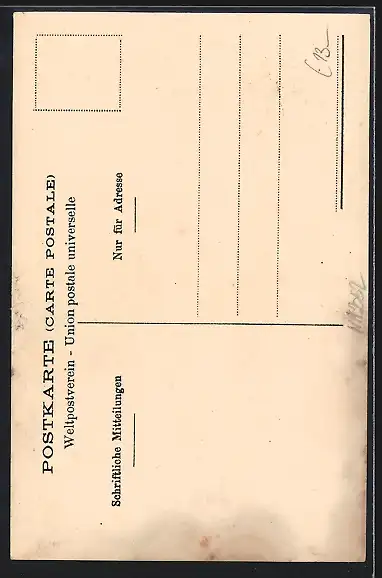 POSTKARTE (CARTE POSTALE)
Weltpostverein - Union postale universelle
Schriftliche Mitteilungen
Nur für Adresse